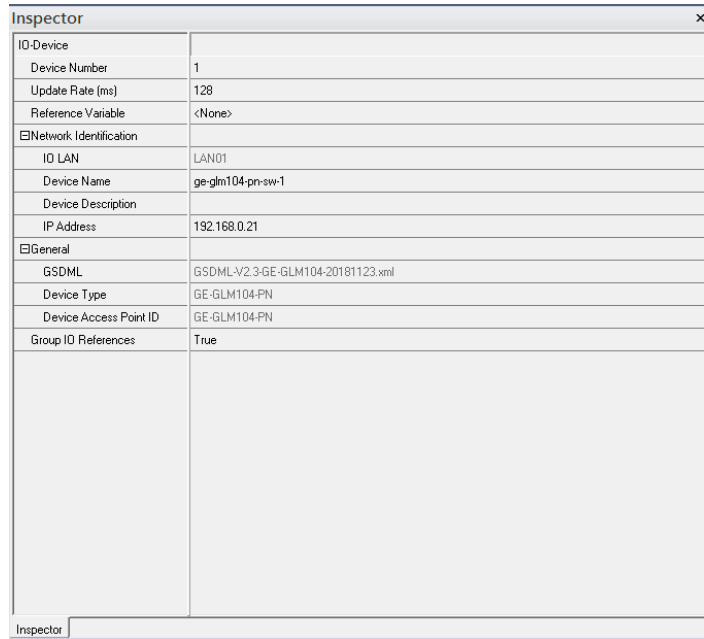 Inspector x
IO-Device
Device Number 1
Update Rate (ms) 128
Reference Variable <None>
Network Identification
IO LAN LAN01
Device Name ge-glm104-pn-sw-1
Device Description
IP Address 192.168.0.21
General
GSDML GSDML-V2.3-GE-GLM104-20181123.xml
Device Type GE-GLM104-PN
Device Access Point ID GE-GLM104-PN
Group IO References True
Inspector